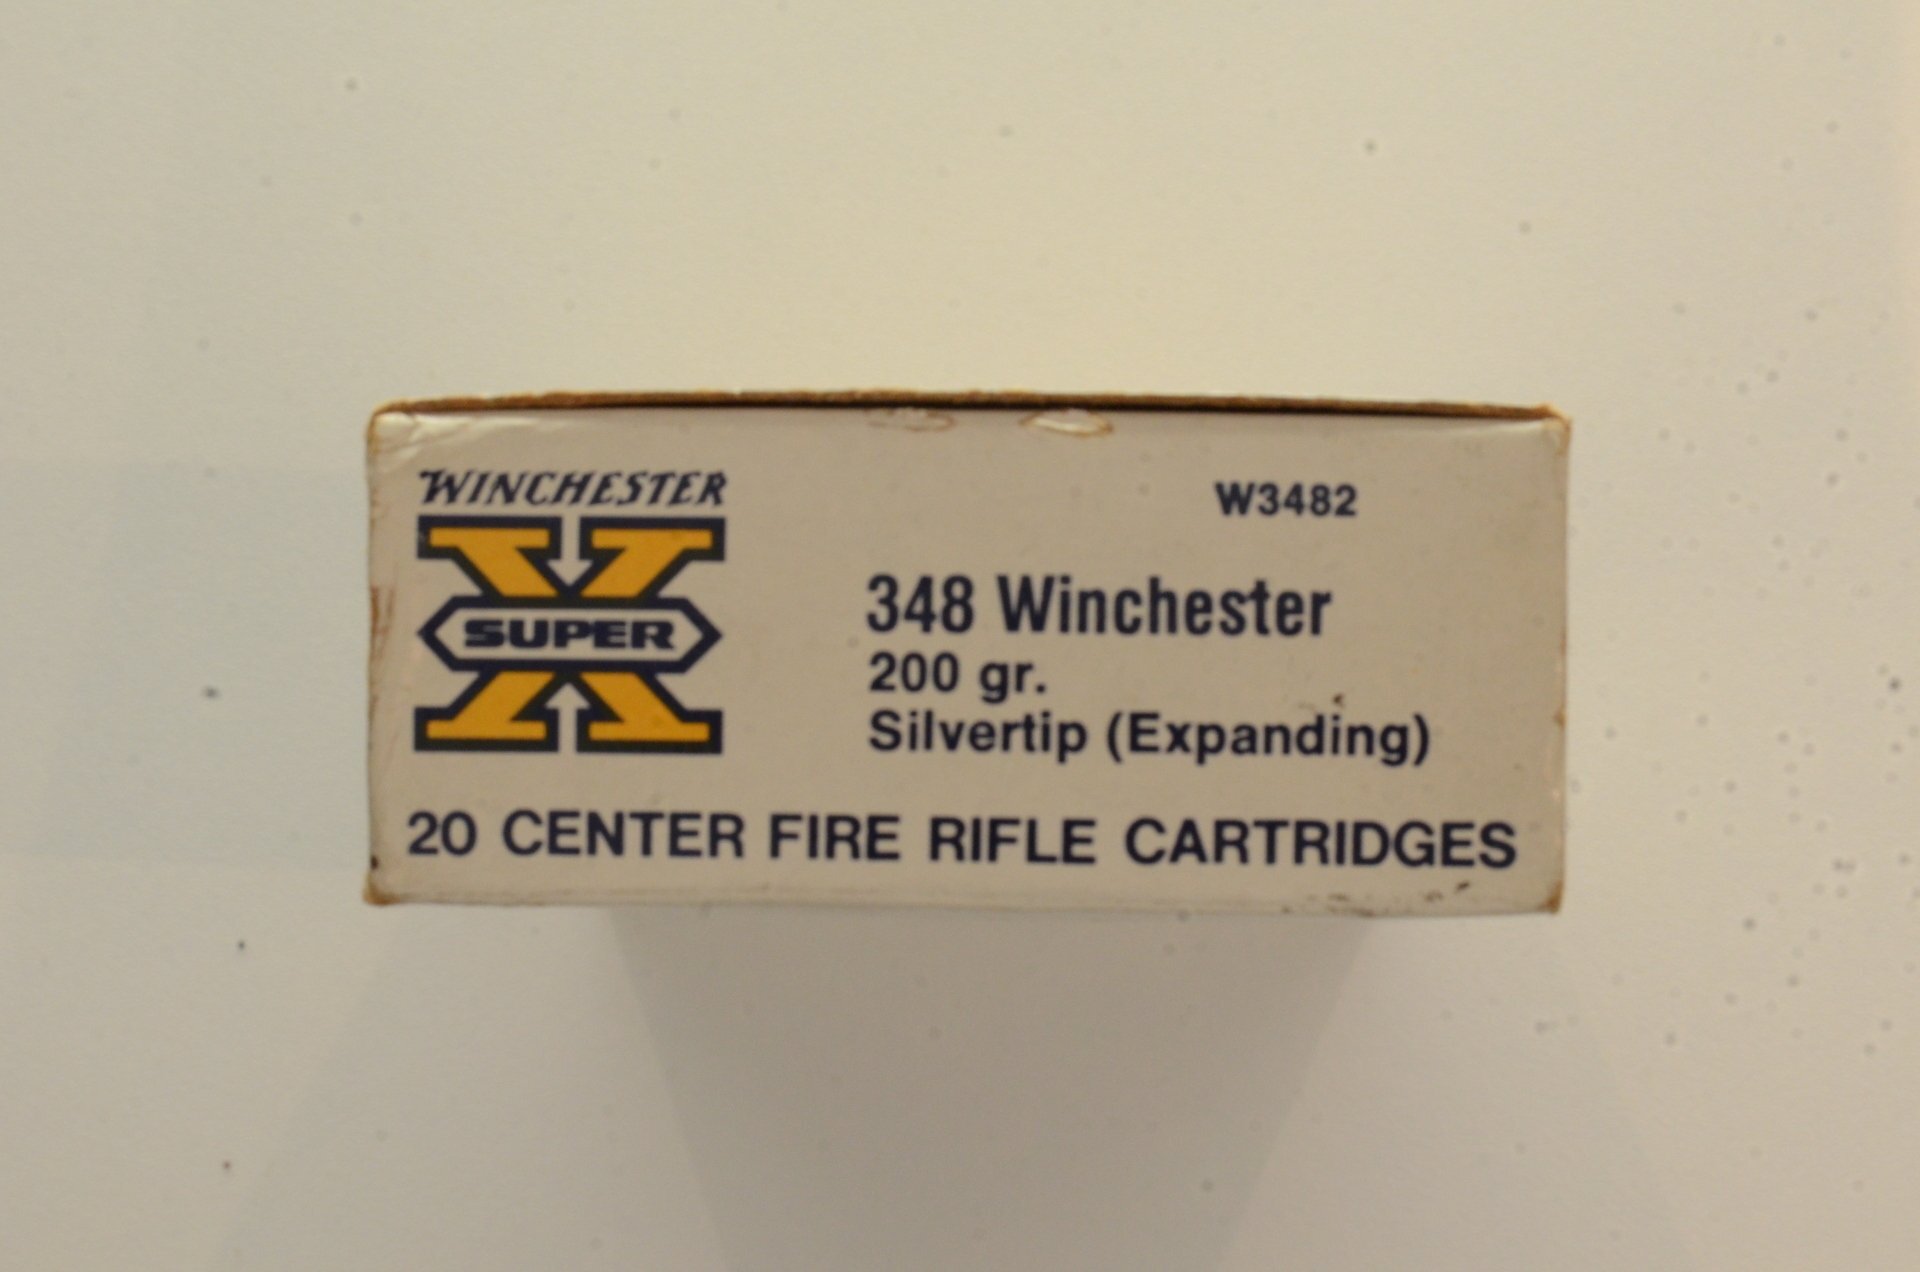 WINCHESTER
X
SUPER
W3482
348 Winchester
200 gr.
Silvertip (Expanding)
20 CENTER FIRE RIFLE CARTRIDGES